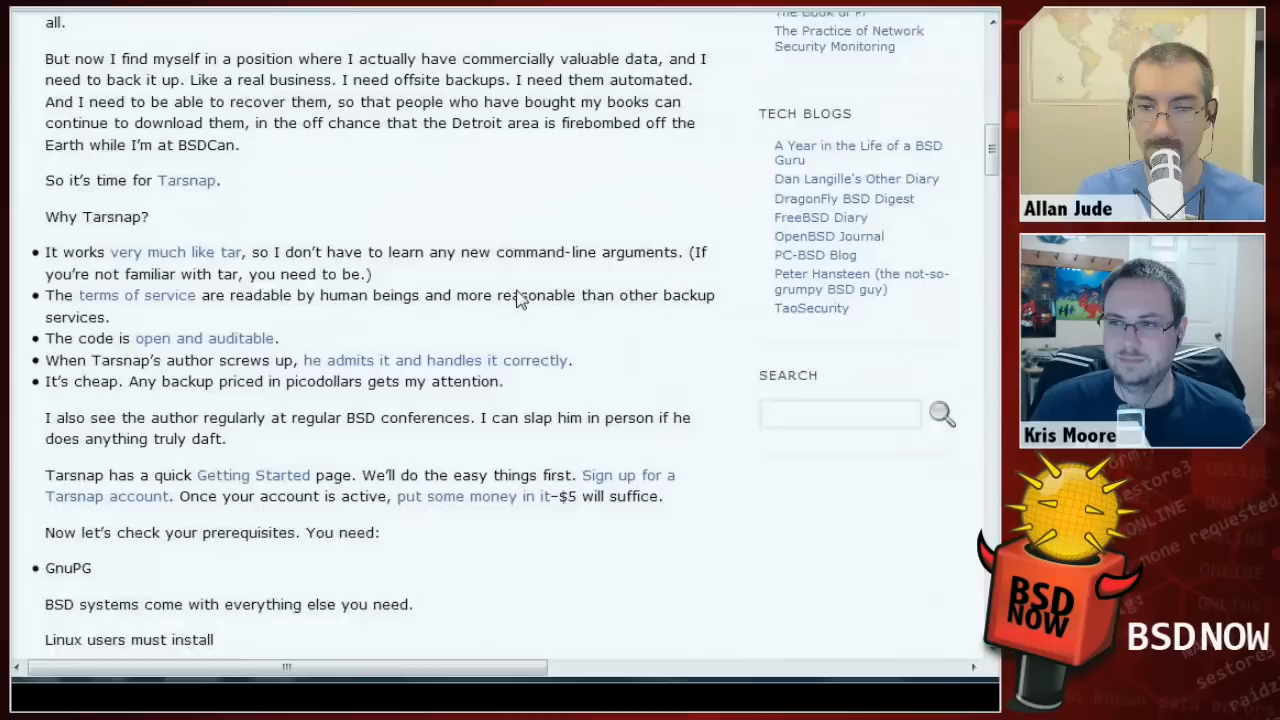 all.
But now I find myself in a position where I actually have commercially valuable data, and I
need to back it up. Like a real business. I need offsite backups. I need them automated.
And I need to be able to recover them, so that people who have bought my books can
continue to download them, in the off chance that the Detroit area is firebombed off the
Earth while I'm at BSDCan.
So it's time for Tarsnap.
Why Tarsnap?
It works very much like tar, so I don't have to learn any new command-line arguments. (If
you're not familiar with tar, you need to be.)
The terms of service are readable by human beings and more reasonable than other backup
services.
The code is open and auditable.
When Tarsnap's author screws up, he admits it and handles it correctly.
It's cheap. Any backup priced in picodollars gets my attention.
I also see the author regularly at regular BSD conferences. I can slap him in person if he
does anything truly daft.
Tarsnap has a quick Getting Started page. We'll do the easy things first. Sign up for a
Tarsnap account. Once your account is active, put some money in it–$5 will suffice.
Now let's check your prerequisites. You need:
GnuPG
BSD systems come with everything else you need.
Linux users must install
The Book of PF
The Practice of Network
Security Monitoring
TECH BLOGS
A Year in the Life of a BSD
Guru
Dan Langille's Other Diary
DragonFly BSD Digest
FreeBSD Diary
OpenBSD Journal
PC-BSD Blog
Peter Hansteen (the not-so-
grumpy BSD guy)
TaoSecurity
SEARCH
Allan Jude
Kris Moore
BSD
NOW
BSDNOW